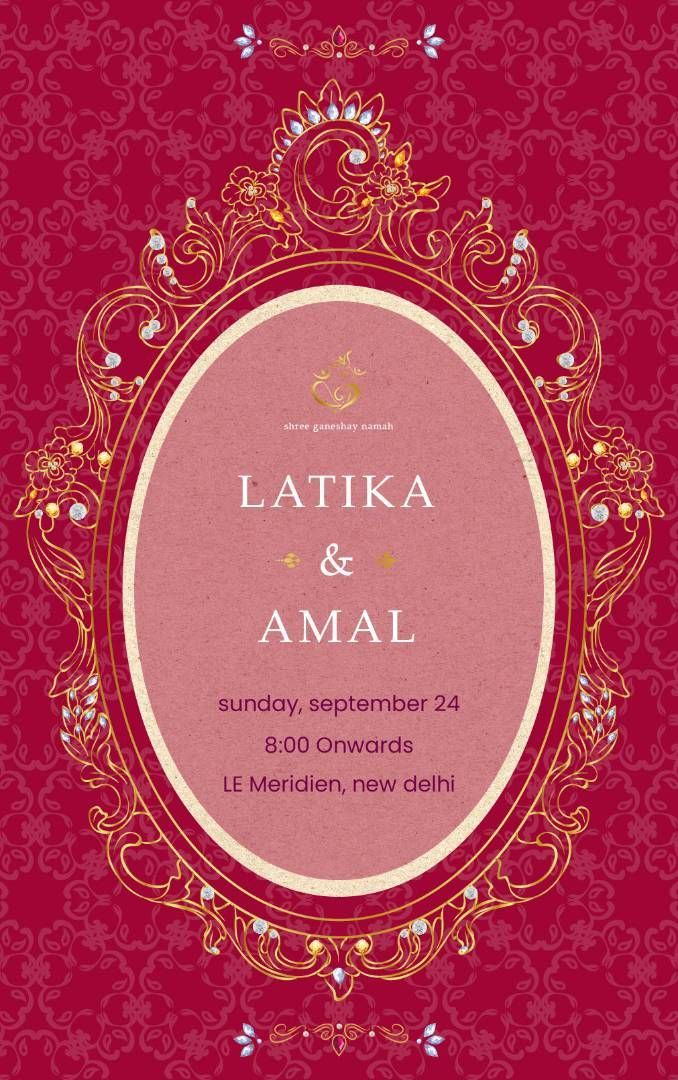 shree ganeshay namah
LATIKA
&
AMAL
sunday, september 24
8:00 Onwards
LE Meridien, new delhi